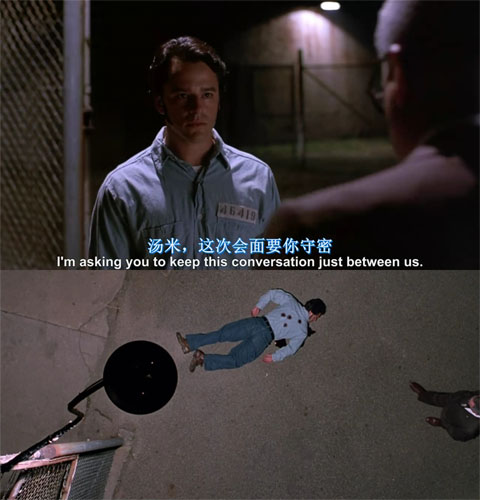 46419
汤米，这次会面要你守密
I'm asking you to keep this conversation just between us.